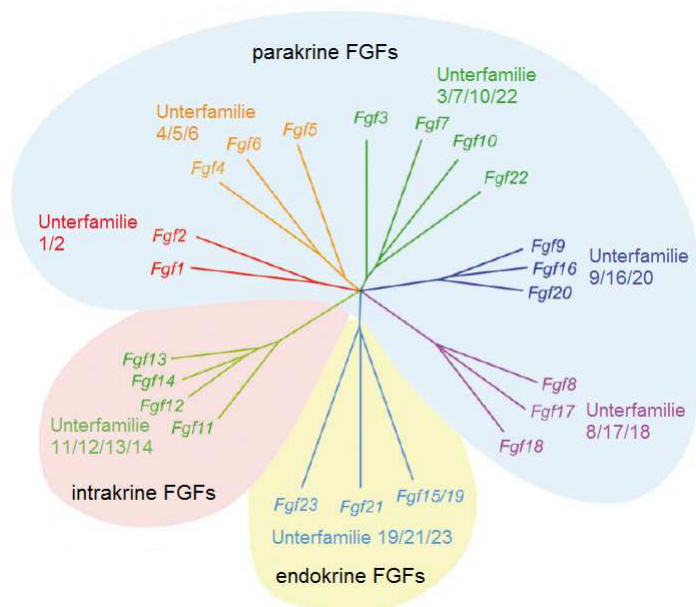 parakrine FGFs
Unterfamilie
3/7/10/22
Unterfamilie
4/5/6
Fgf3
Fgf7
Fgf5
Fgf6
Fgf10
Fgf4
Fgf22
Unterfamilie
1/2
Fgf2
Fgf1
Fgf9
Fgf16
Fgf20
Unterfamilie
9/16/20
Fgf13
Fgf14
Fgf12
Fgf11
Unterfamilie
11/12/13/14
intrakrine FGFs
Fgf8
Fgf17
Fgf18
Unterfamilie
8/17/18
Fgf23
Fgf21
Fgf15/19
Unterfamilie 19/21/23
endokrine FGFs